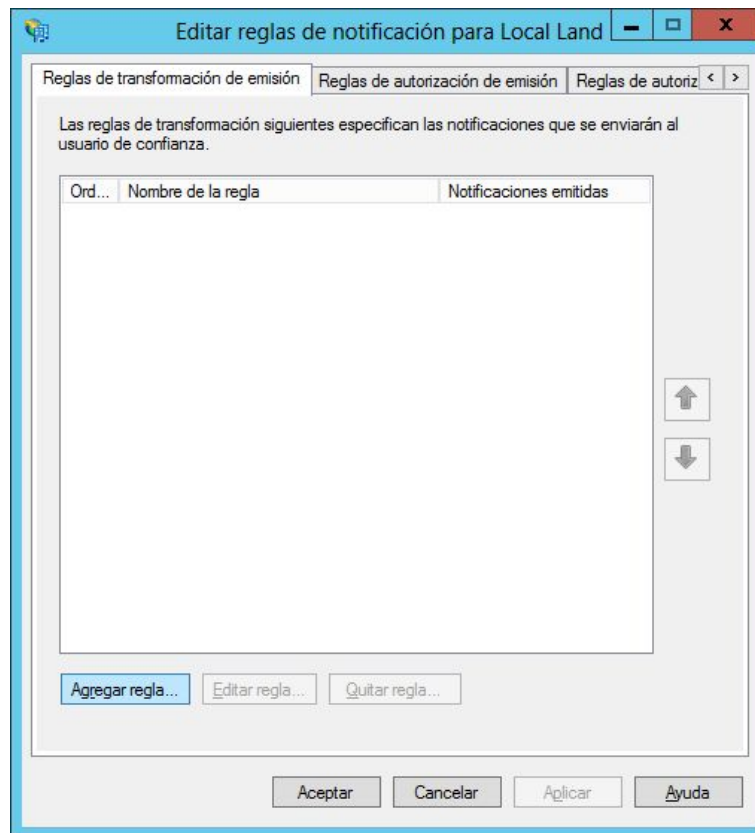 Editar reglas de notificación para Local Land
Reglas de transformación de emisión Reglas de autorización de emisión Reglas de autoriz
Las reglas de transformación siguientes especifican las notificaciones que se enviarán al
usuario de confianza.
Ord... Nombre de la regla Notificaciones emitidas
Agregar regla... Editar regla... Quitar regla...
Aceptar Cancelar Aplicar Ayuda